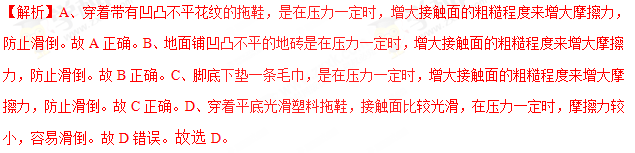 【解析】A、穿着带有凹凸不平花纹的拖鞋，是在压力一定时，增大接触面的粗糙程度来增大摩擦力，
防止滑倒。故 A 正确。B、地面铺凹凸不平的地砖是在压力一定时，增大接触面的粗糙程度来增大摩擦
力，防止滑倒。故 B 正确。C、脚底下垫一条毛巾，是在压力一定时，增大接触面的粗糙程度来增大摩
擦力，防止滑倒。故 C 正确。D、穿着平底光滑塑料拖鞋，接触面比较光滑，在压力一定时，摩擦力较
小，容易滑倒。故 D 错误。故选 D。